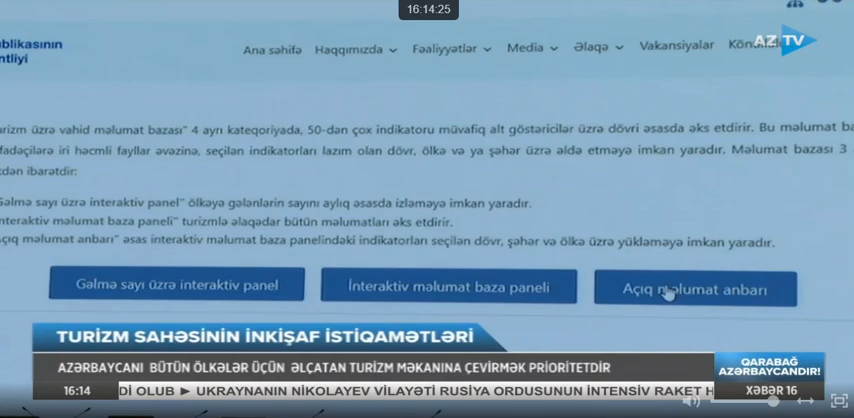 16:14:25
ublikasının
ntliyi
Ana səhifə Haqqımızda Fəaliyyətlər Media Əlaqə Vakansiyalar
AZ TV
urizm üzrə vahid məlumat bazası" 4 ayrı kateqoriyada, 50-dən çox indikatoru müvafiq alt göstəricilər üzrə dövri əsasda əks etdirir. Bu məlumat ba
fadəçilərə iri həcmli fayllar əvəzinə, seçilən indikatorları lazım olan dövr, ölkə və ya şəhər üzrə əldə etməyə imkan yaradır. Məlumat bazası 3
dən ibarətdir:
Gəlmə sayı üzrə interaktiv panel" ölkəyə gələnlərin sayını aylıq əsasda izləməyə imkan yaradır.
nteraktiv məlumat baza paneli" turizmlə əlaqədar bütün məlumatları əks etdirir.
çıq məlumat anbarı" əsas interaktiv məlumat baza panelindəki indikatorları seçilən dövr, şəhər və ölkə üzrə yükləməyə imkan yaradır.
Gəlmə sayı üzrə interaktiv panel İnteraktiv məlumat baza paneli Açıq məlumat anbarı
TURİZM SAHƏSİNİN İNKİŞAF İSTİQAMƏTLƏRİ
AZƏRBAYCANI BÜTÜN ÖLKƏLƏR ÜÇÜN ƏLÇATAN TURİZM MƏKANINA ÇEVİRMƏK PRİORİTETDİR
QARABAĞ
AZƏRBAYCANDIR!
16:14 Dİ OLUB ► UKRAYNANIN NİKOLAYEV VİLAYƏTİ RUSİYA ORDUSUNUN İNTENSİV RAKET H XƏBƏR 16